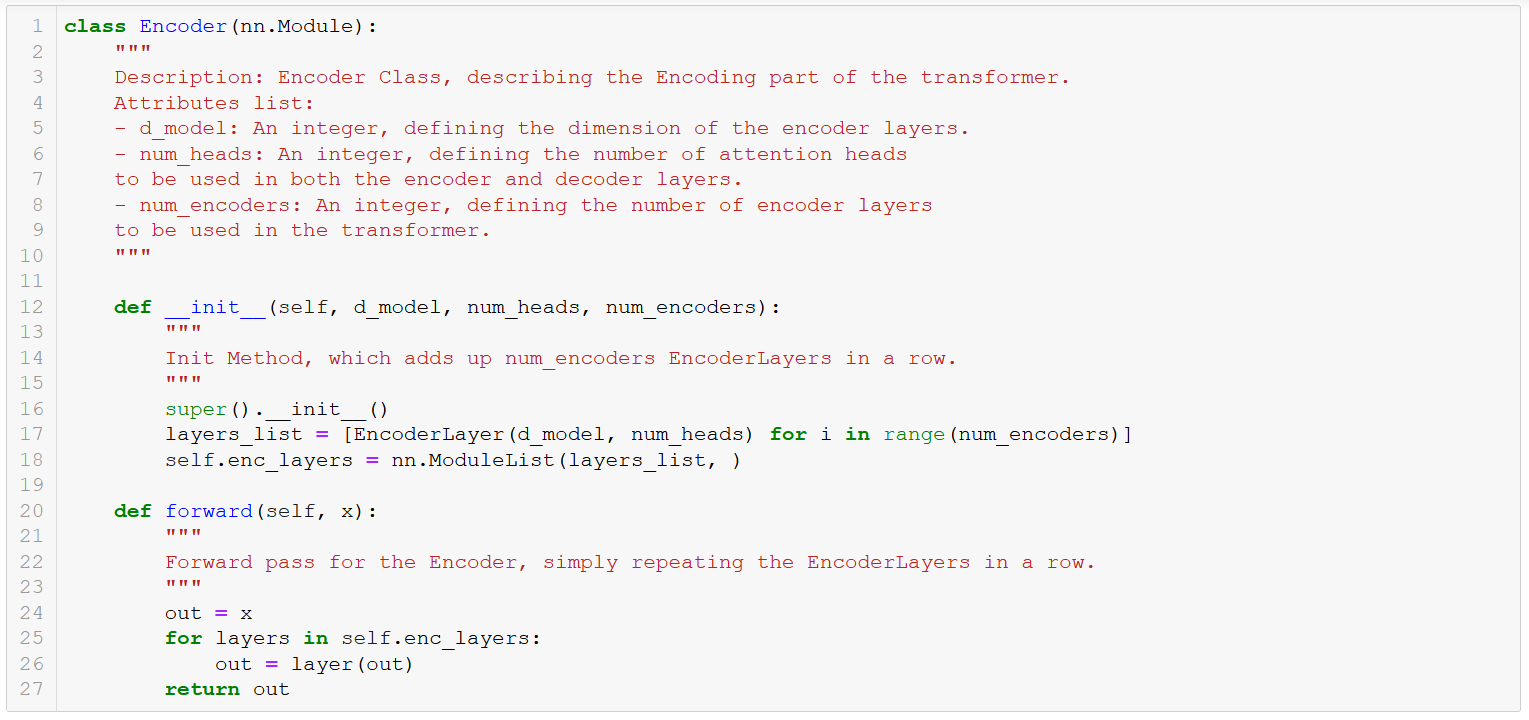 1 class Encoder(nn.Module):
2     """
3     Description: Encoder Class, describing the Encoding part of the transformer.
4     Attributes list:
5     - d_model: An integer, defining the dimension of the encoder layers.
6     - num_heads: An integer, defining the number of attention heads
7     to be used in both the encoder and decoder layers.
8     - num_encoders: An integer, defining the number of encoder layers
9     to be used in the transformer.
10     """
11
12     def __init__(self, d_model, num_heads, num_encoders):
13         """
14         Init Method, which adds up num_encoders EncoderLayers in a row.
15         """
16         super().__init__()
17         layers_list = [EncoderLayer(d_model, num_heads) for i in range(num_encoders)]
18         self.enc_layers = nn.ModuleList(layers_list, )
19
20     def forward(self, x):
21         """
22         Forward pass for the Encoder, simply repeating the EncoderLayers in a row.
23         """
24         out = x
25         for layers in self.enc_layers:
26             out = layer(out)
27         return out